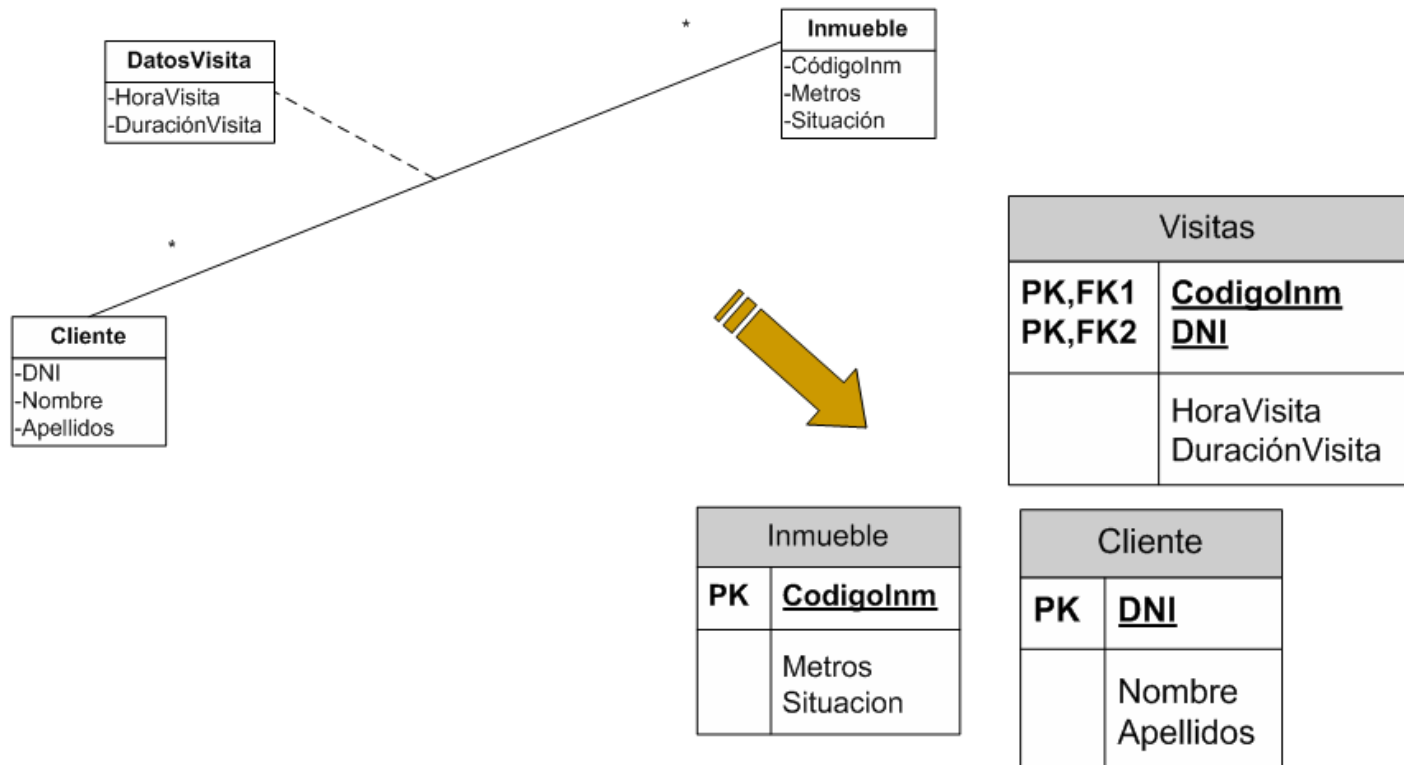 DatosVisita
-HoraVisita
-DuraciónVisita
*
Inmueble
-CódigoInm
-Metros
-Situación
*
Cliente
-DNI
-Nombre
-Apellidos
Visitas
PK,FK1 CodigoInm
PK,FK2 DNI
HoraVisita
DuraciónVisita
Inmueble
PK CodigoInm
Metros
Situacion
Cliente
PK DNI
Nombre
Apellidos